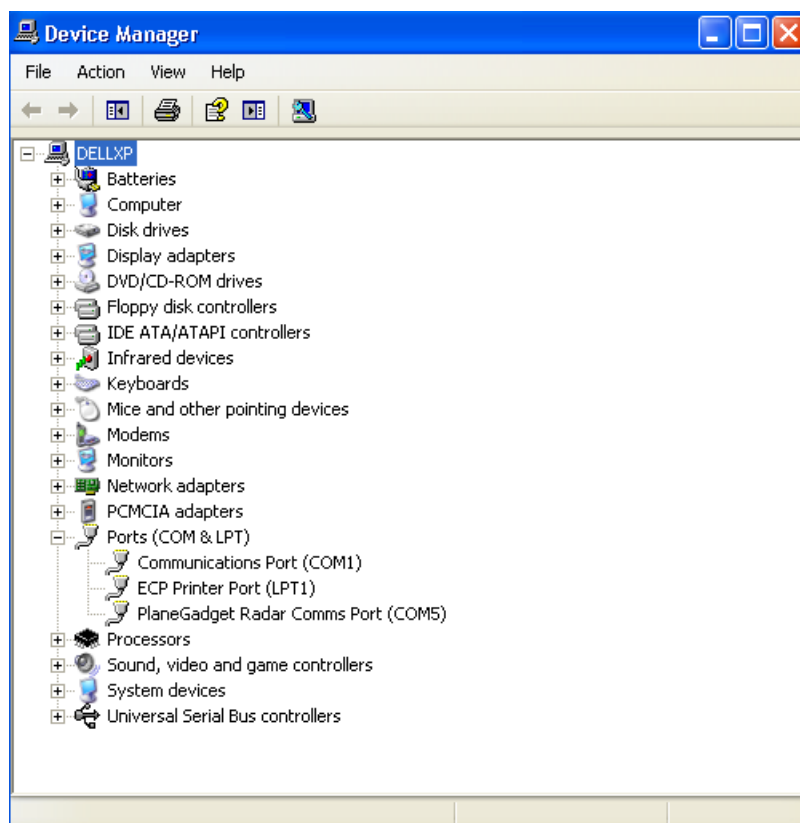 Device Manager
File Action View Help
DELLXP
Batteries
Computer
Disk drives
Display adapters
DVD/CD-ROM drives
Floppy disk controllers
IDE ATA/ATAPI controllers
Infrared devices
Keyboards
Mice and other pointing devices
Modems
Monitors
Network adapters
PCMCIA adapters
Ports (COM & LPT)
Communications Port (COM1)
ECP Printer Port (LPT1)
PlaneGadget Radar Comms Port (COM5)
Processors
Sound, video and game controllers
System devices
Universal Serial Bus controllers